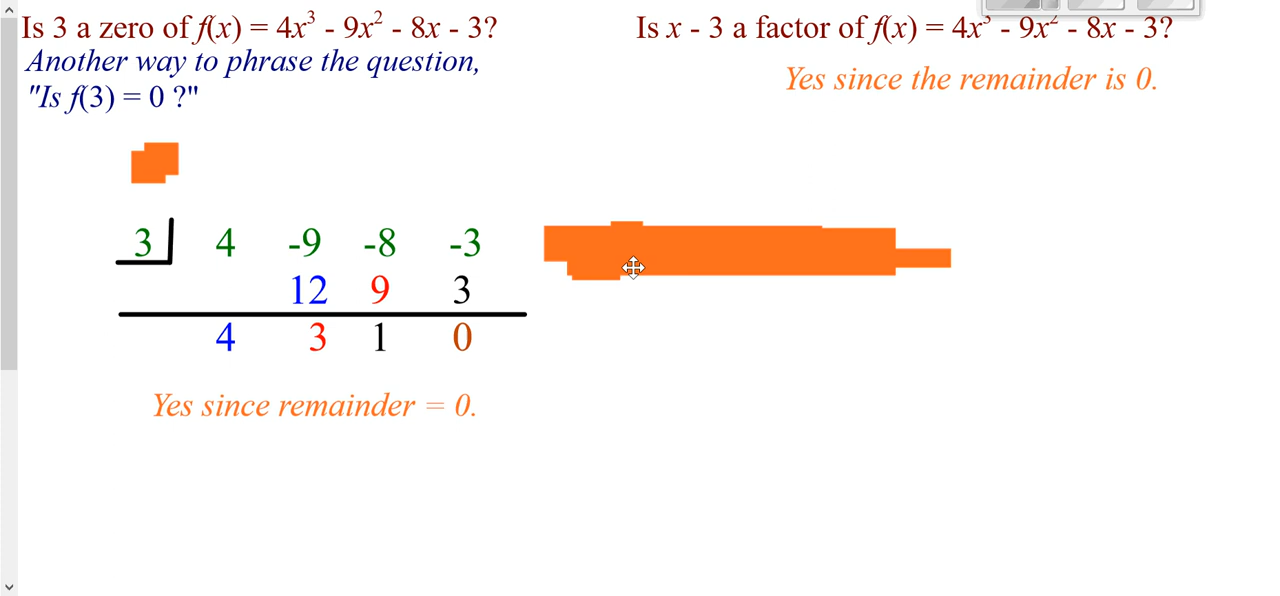 Is 3 a zero of f(x) = 4x³ - 9x² - 8x - 3?
Another way to phrase the question,
"Is f(3) = 0 ?"
3 4 -9 -8 -3
12 9 3
4 3 1 0
Yes since remainder = 0.
Is x - 3 a factor of f(x) = 4x³ - 9x² - 8x - 3?
Yes since the remainder is 0.